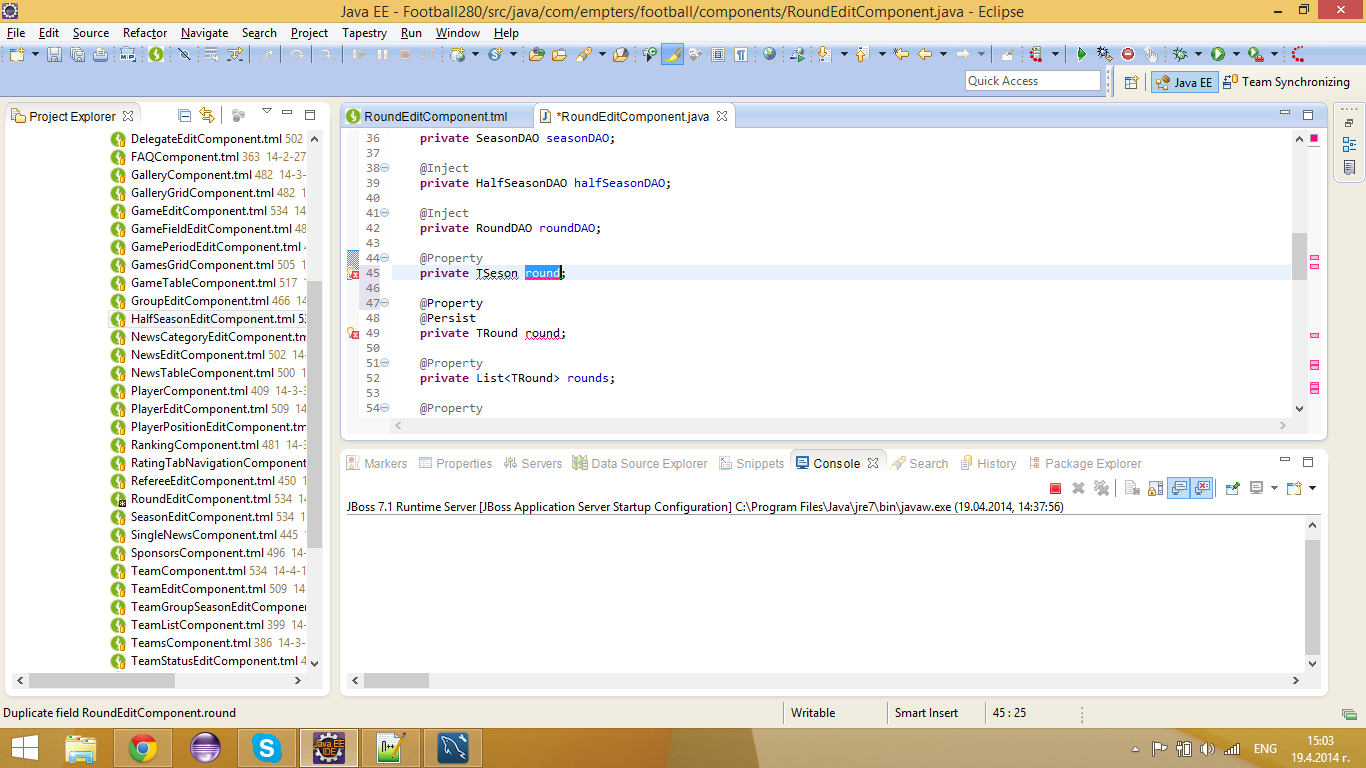 Java EE - Football280/src/java/com/empters/football/components/RoundEditComponent.java - Eclipse
File Edit Source Refactor Navigate Search Project Tapestry Run Window Help
Quick Access
Java EE
Team Synchronizing
Project Explorer
DelegateEditComponent.tml 502
FAQComponent.tml 363 14-2-27
GalleryComponent.tml 482 14-3-
GalleryGridComponent.tml 482 1
GameEditComponent.tml 534 14
GameFieldEditComponent.tml 48
GamePeriodEditComponent.tml 4
GamesGridComponent.tml 505 1
GameTableComponent.tml 517
GroupEditComponent.tml 466 14
HalfSeasonEditComponent.tml 5
NewsCategoryEditComponent.tm
NewsEditComponent.tml 502 14-
NewsTableComponent.tml 500 1
PlayerComponent.tml 409 14-3-3
PlayerEditComponent.tml 509 14
PlayerPositionEditComponent.tm
RankingComponent.tml 481 14-3
RatingTabNavigationComponent
RefereeEditComponent.tml 450 1
RoundEditComponent.tml 534 14
SeasonEditComponent.tml 534 1
SingleNewsComponent.tml 445
SponsorsComponent.tml 496 14-
TeamComponent.tml 534 14-4-1
TeamEditComponent.tml 509 14
TeamGroupSeasonEditComponen
TeamListComponent.tml 399 14-
TeamsComponent.tml 386 14-3-
TeamStatusEditComponent.tml 4
RoundEditComponent.tml
*RoundEditComponent.java
36 private SeasonDAO seasonDAO;
37
38 @Inject
39 private HalfSeasonDAO halfSeasonDAO;
40
41 @Inject
42 private RoundDAO roundDAO;
43
44 @Property
45 private TSeson round;
46
47 @Property
48 @Persist
49 private TRound round;
50
51 @Property
52 private List<TRound> rounds;
53
54 @Property
Markers Properties Servers Data Source Explorer Snippets Console Search History Package Explorer
JBoss 7.1 Runtime Server [JBoss Application Server Startup Configuration] C:\Program Files\Java\jre7\bin\javaw.exe (19.04.2014, 14:37:56)
Duplicate field RoundEditComponent.round
Writable
Smart Insert
45 : 25
Java EE
IDE
ENG
15:03
19.4.2014 г.